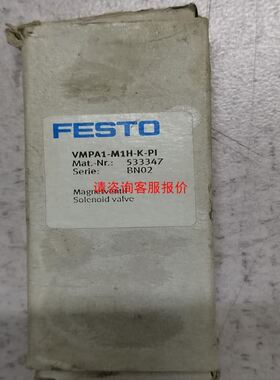 FESTO
VMPA1-M1H-K-PI
Mat.-Nr.: 533347
Serie: BN02
请咨询客服报价
Magnetventil
Solenoid valve